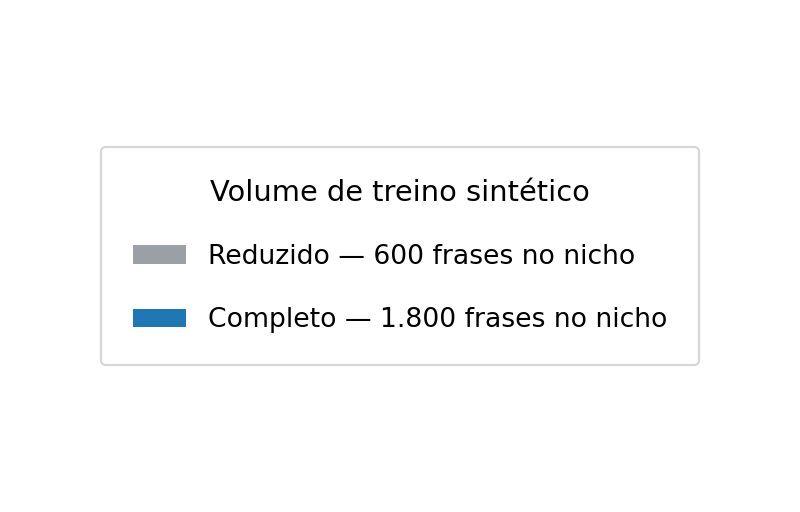 Volume de treino sintético
Reduzido — 600 frases no nicho
Completo — 1.800 frases no nicho